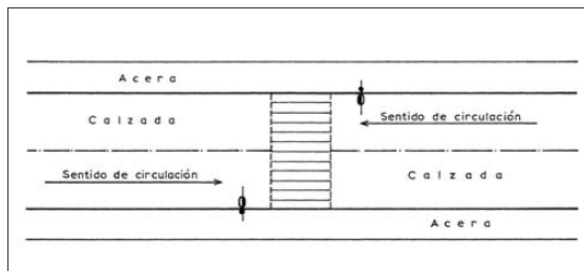 Acera
Calzada
Sentido de circulación
Sentido de circulación
Calzada
Acera